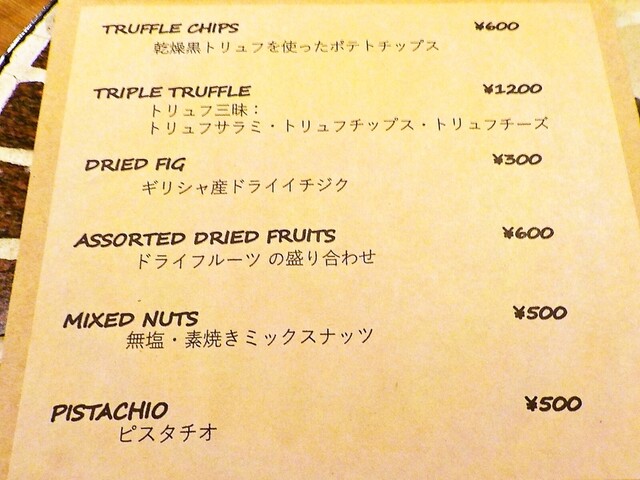 TRUFFLE CHIPS ¥600
乾燥黒トリュフを使ったポテトチップス
TRIPLE TRUFFLE ¥1200
トリュフ三昧：
トリュフサラミ・トリュフチップス・トリュフチーズ
DRIED FIG ¥300
ギリシャ産ドライイチジク
ASSORTED DRIED FRUITS ¥600
ドライフルーツ の盛り合わせ
MIXED NUTS ¥500
無塩・素焼きミックスナッツ
PISTACHIO ¥500
ピスタチオ